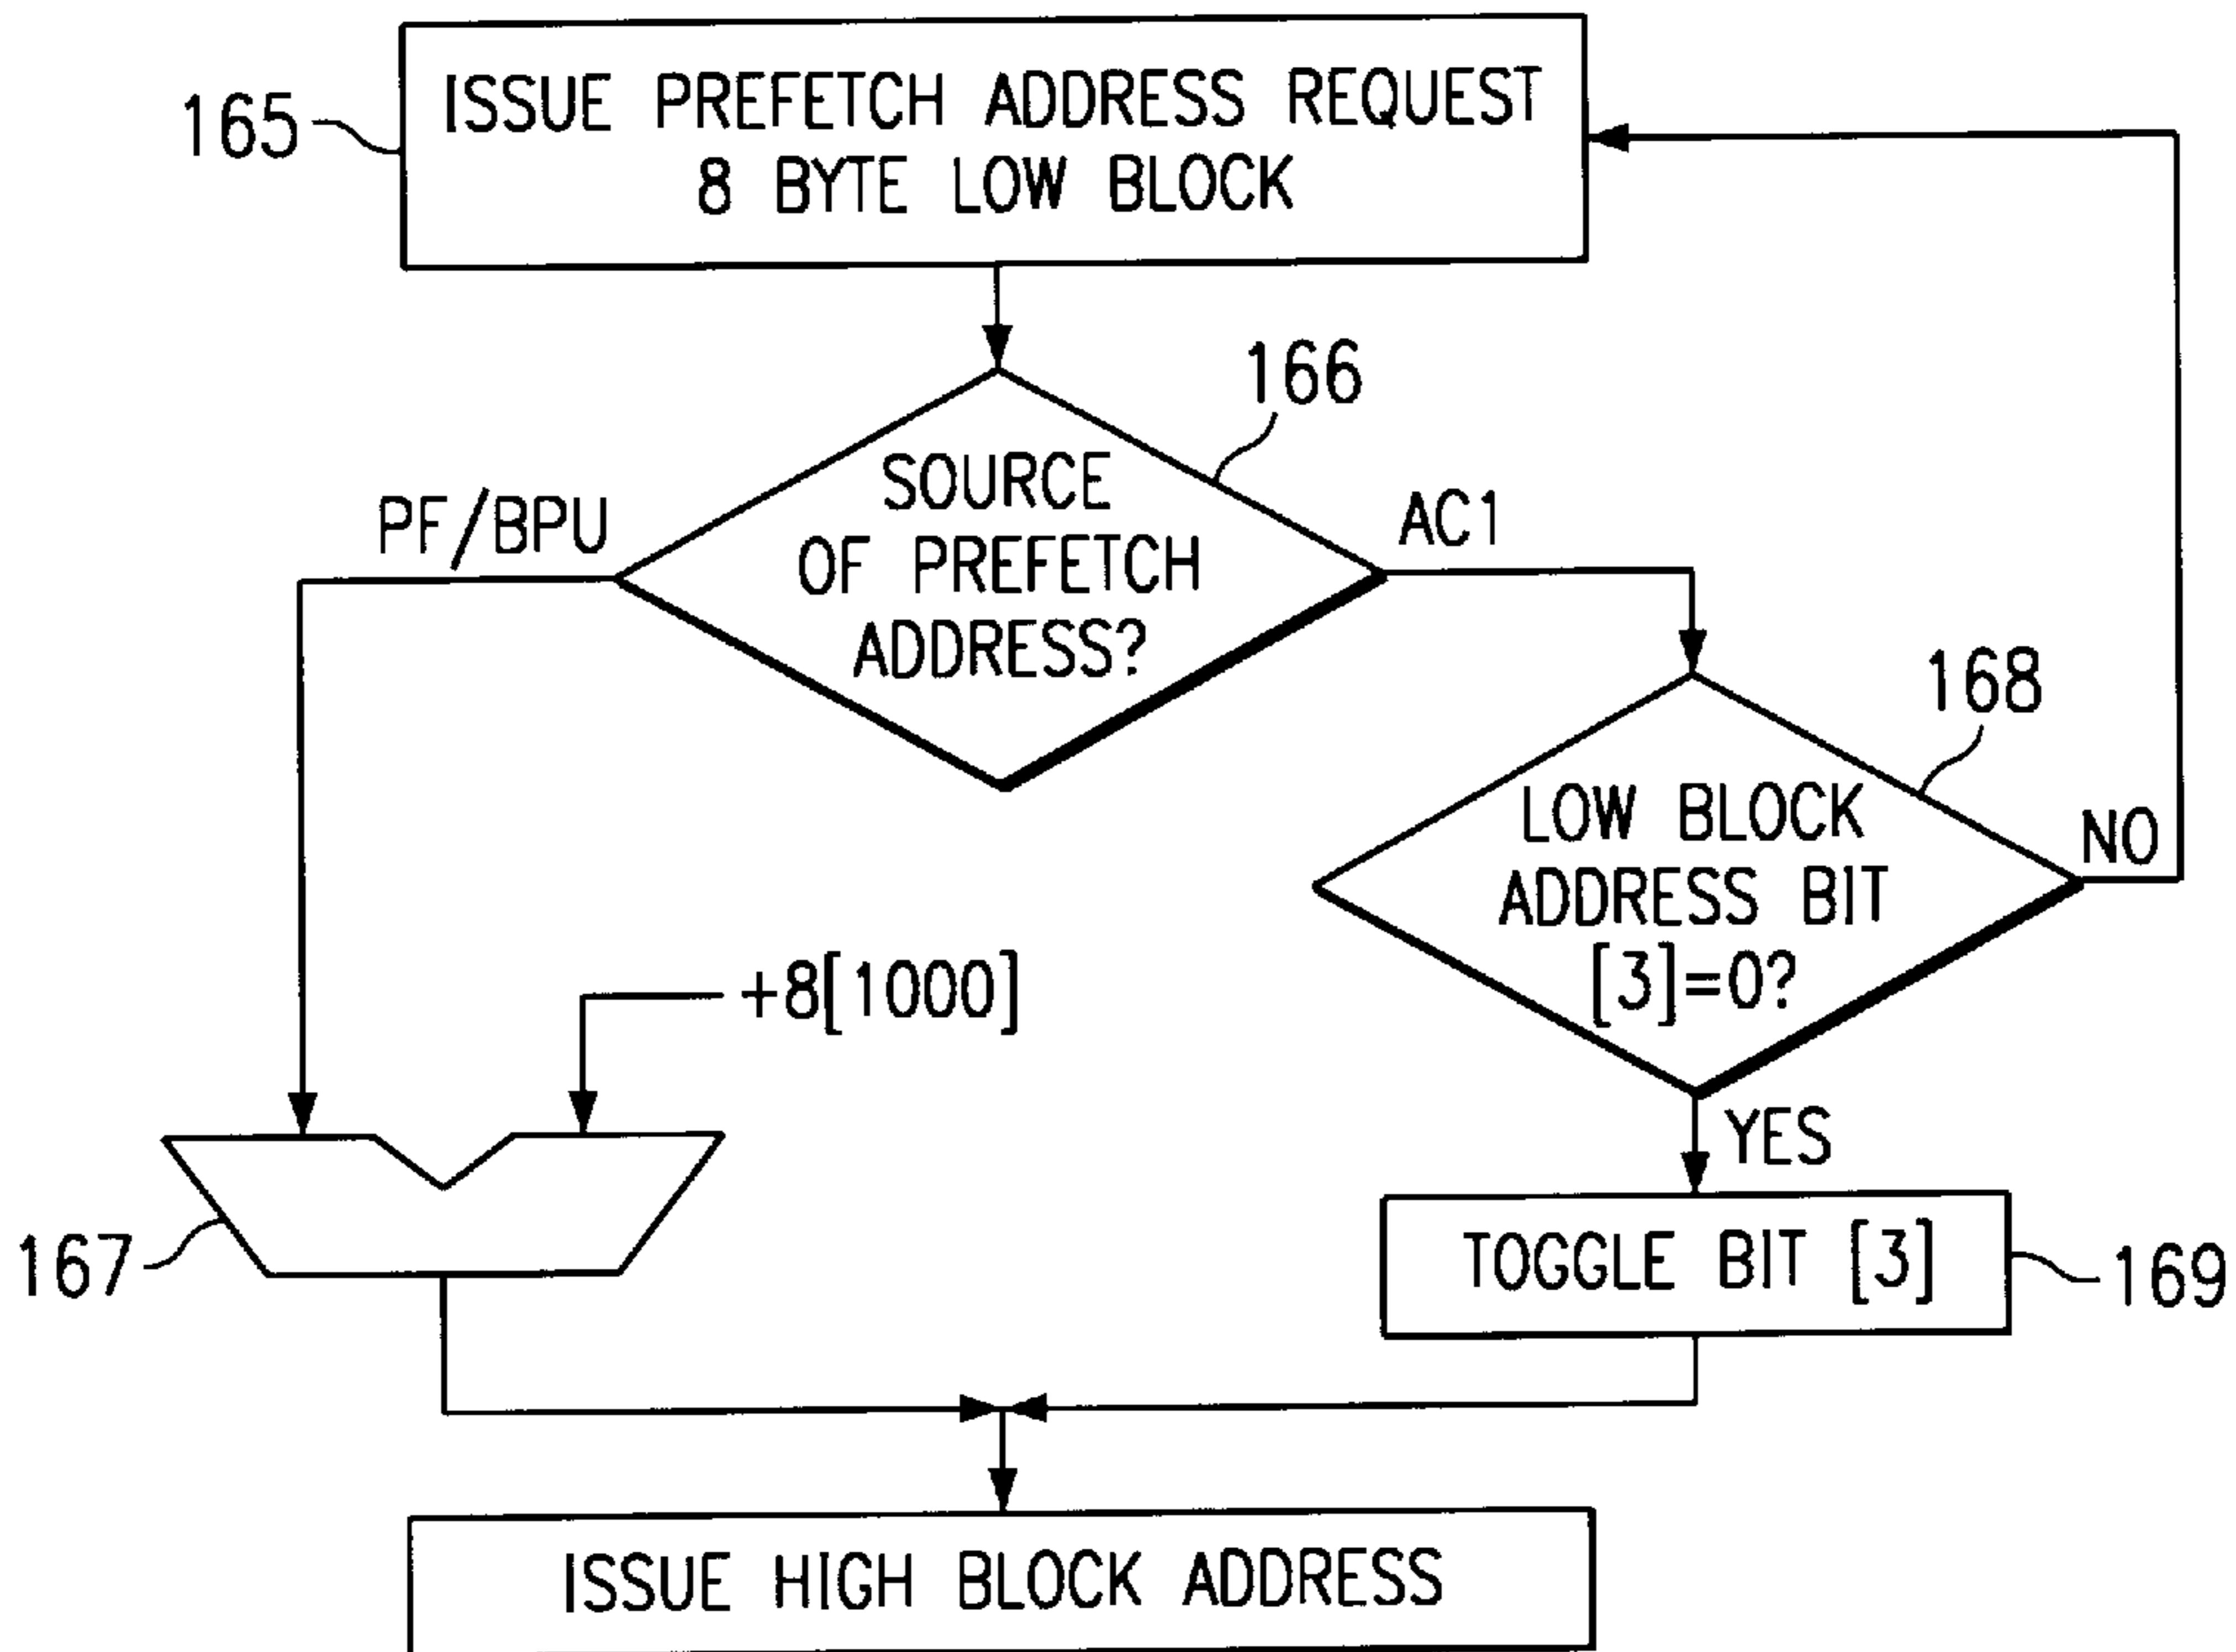 165
ISSUE PREFETCH ADDRESS REQUEST
8 BYTE LOW BLOCK
166
SOURCE
OF PREFETCH
ADDRESS?
PF/BPU
AC1
168
LOW BLOCK
ADDRESS BIT
[3]=0?
NO
+8[1000]
YES
167
TOGGLE BIT [3]
169
ISSUE HIGH BLOCK ADDRESS